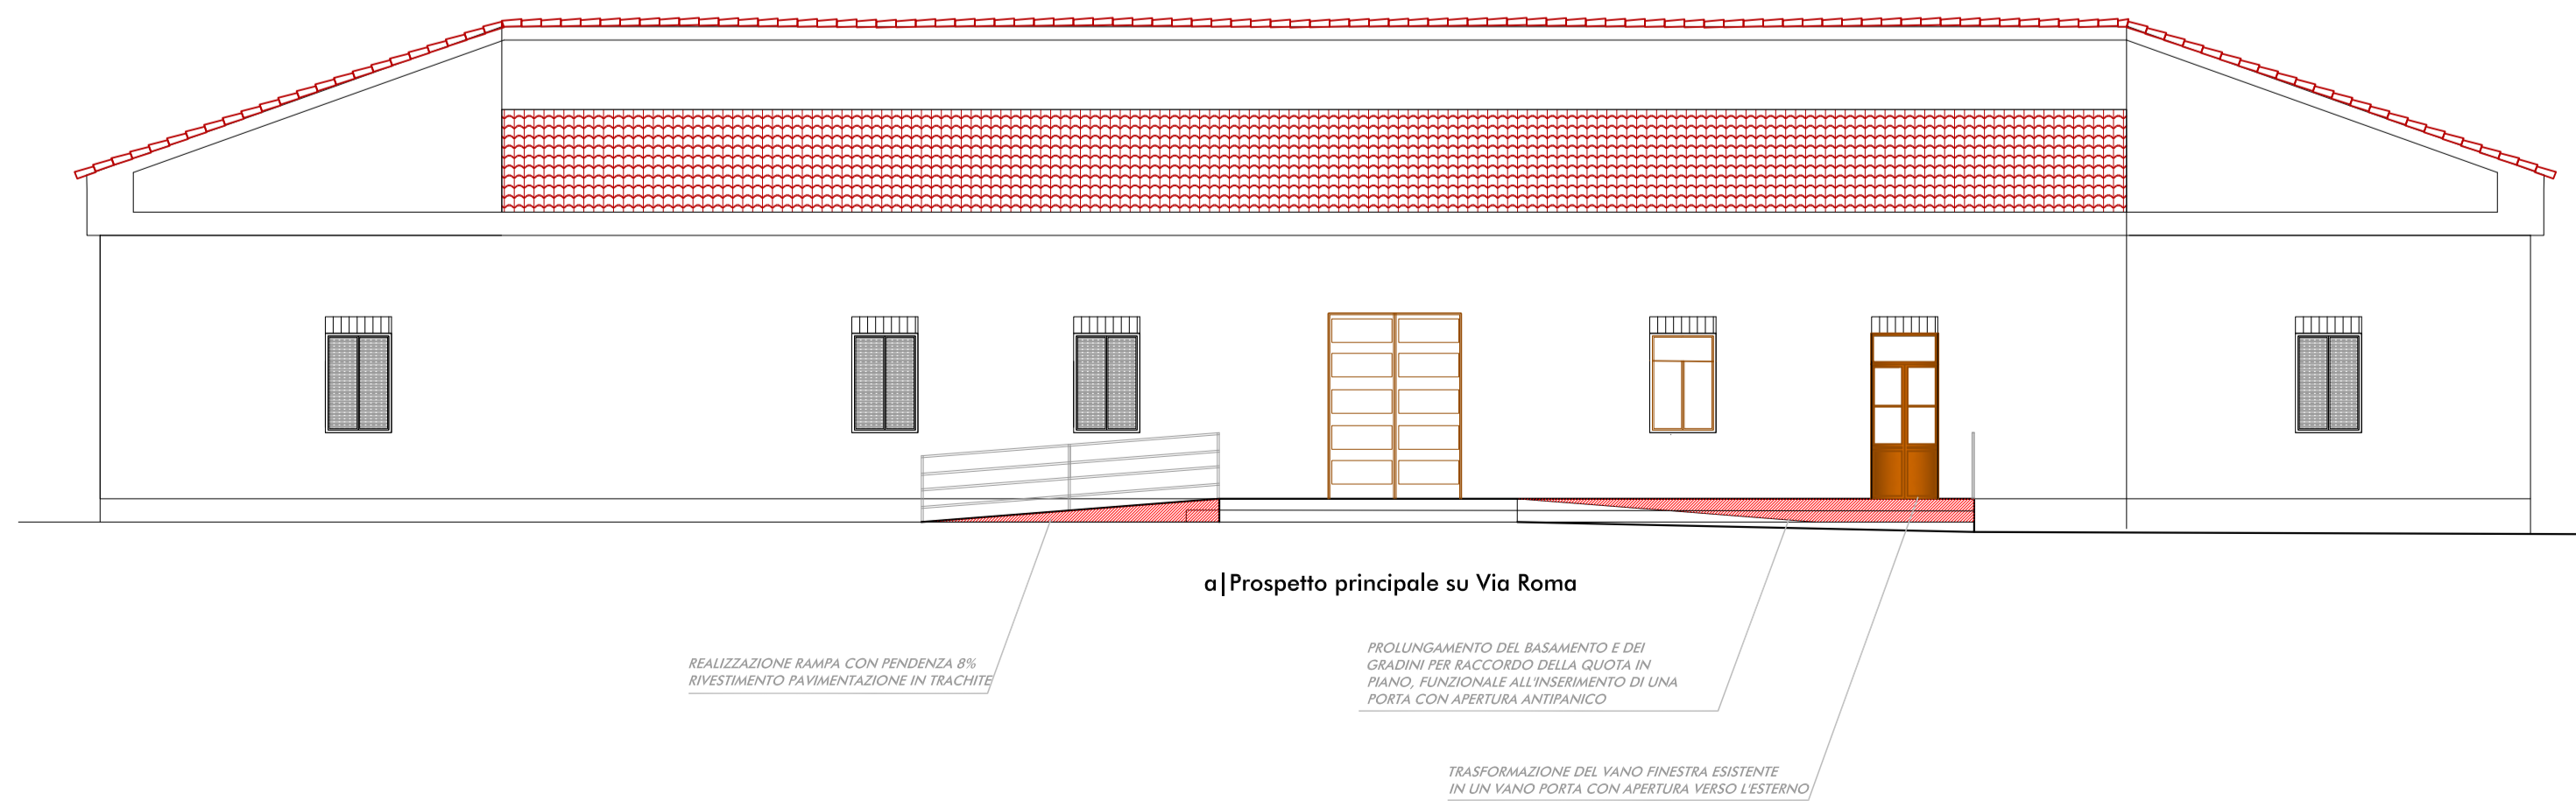 a|Prospetto principale su Via Roma
REALIZZAZIONE RAMPA CON PENDENZA 8%
RIVESTIMENTO PAVIMENTAZIONE IN TRACHITE
PROLUNGAMENTO DEL BASAMENTO E DEI
GRADINI PER RACCORDO DELLA QUOTA IN
PIANO, FUNZIONALE ALL'INSERIMENTO DI UNA
PORTA CON APERTURA ANTIPANICO
TRASFORMAZIONE DEL VANO FINESTRA ESISTENTE
IN UN VANO PORTA CON APERTURA VERSO L'ESTERNO